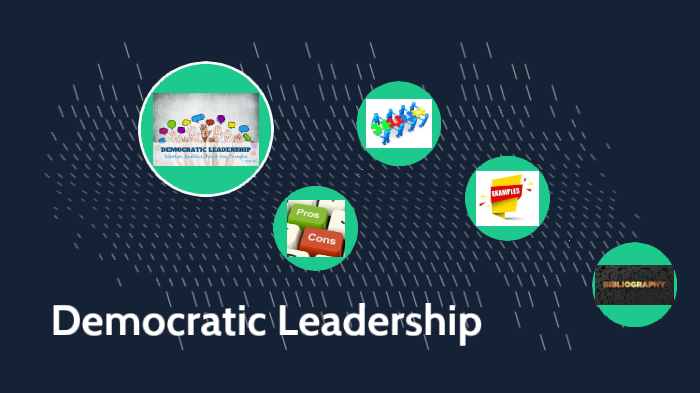 DEMOCRATIC LEADERSHIP
Pros
Cons
EXAMPLES
BIBLIOGRAPHY
Democratic Leadership